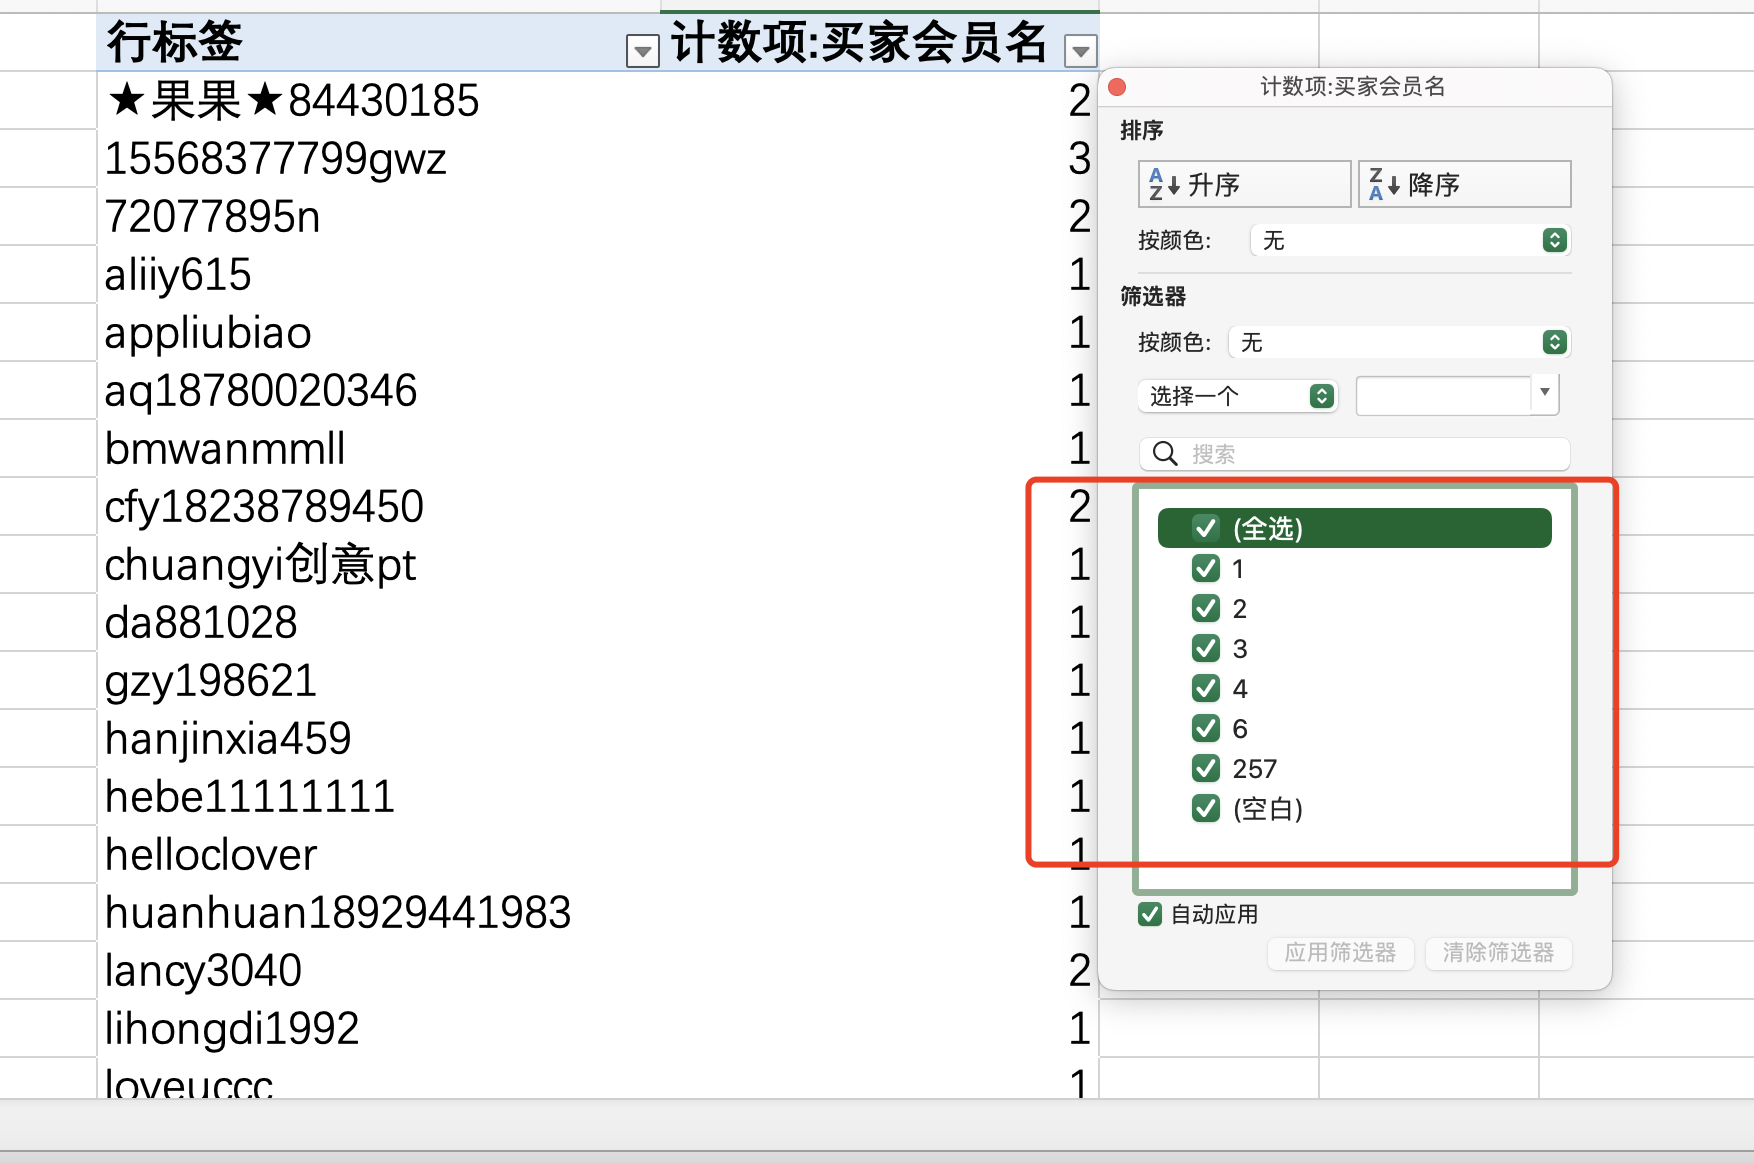 行标签 计数项:买家会员名
★果果★84430185 2
15568377799gwz 3
72077895n 2
aliiy615 1
appliubiao 1
aq18780020346 1
bmwanmmll 1
cfy18238789450 2
chuangyi创意pt 1
da881028 1
gzy198621 1
hanjinxia459 1
hebe11111111 1
helloclover 1
huanhuan18929441983 1
lancy3040 2
lihongdi1992 1
loveuccc 1
计数项:买家会员名
排序
AZ↓升序 ZA↓降序
按颜色: 无
筛选器
按颜色: 无
选择一个
搜索
(全选)
1
2
3
4
6
257
(空白)
自动应用
应用筛选器 清除筛选器